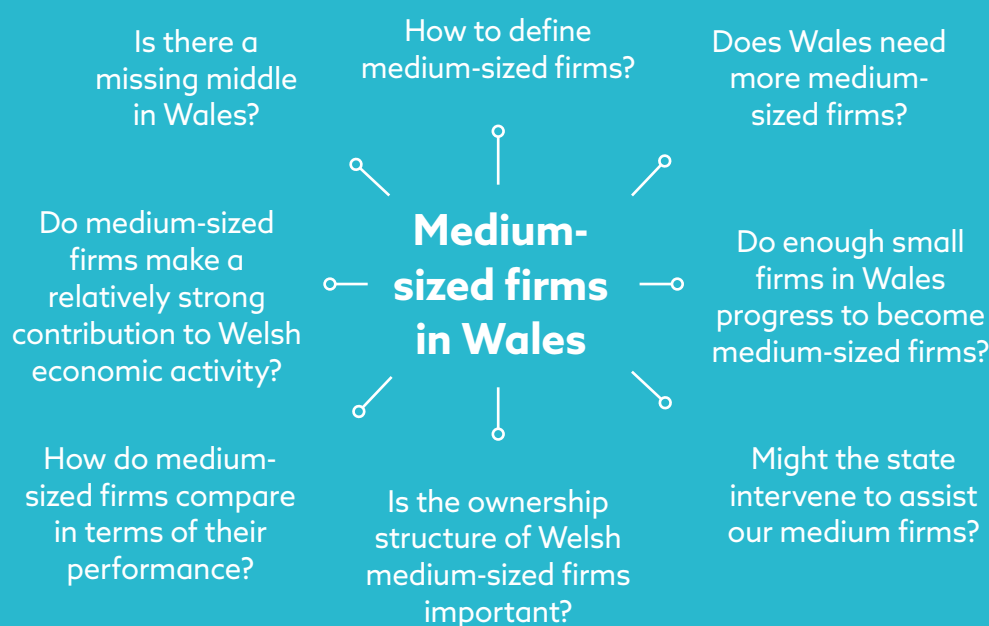 Is there a
missing middle
in Wales?
How to define
medium-sized firms?
Does Wales need
more medium-
sized firms?
Do medium-sized
firms make a
relatively strong
contribution to Welsh
economic activity?
Medium-
sized firms
in Wales
Do enough small
firms in Wales
progress to become
medium-sized firms?
How do medium-
sized firms compare
in terms of their
performance?
Is the ownership
structure of Welsh
medium-sized firms
important?
Might the state
intervene to assist
our medium firms?